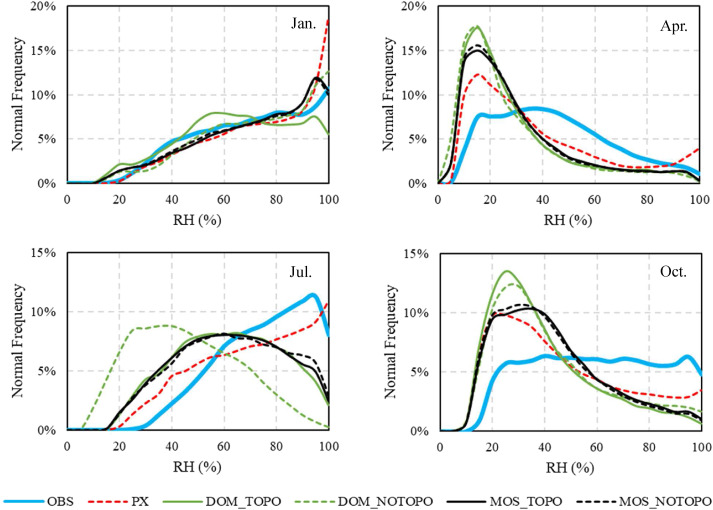 20% Jan.
15%
10%
5%
0%
Normal Frequency
0 20 40 60 80 100
RH (%)
20% Apr.
15%
10%
5%
0%
Normal Frequency
0 20 40 60 80 100
RH (%)
15% Jul.
10%
5%
0%
Normal Frequency
0 20 40 60 80 100
RH (%)
15% Oct.
10%
5%
0%
Normal Frequency
0 20 40 60 80 100
RH (%)
OBS PX DOM_TOPO DOM_NOTOPO MOS_TOPO MOS_NOTOPO